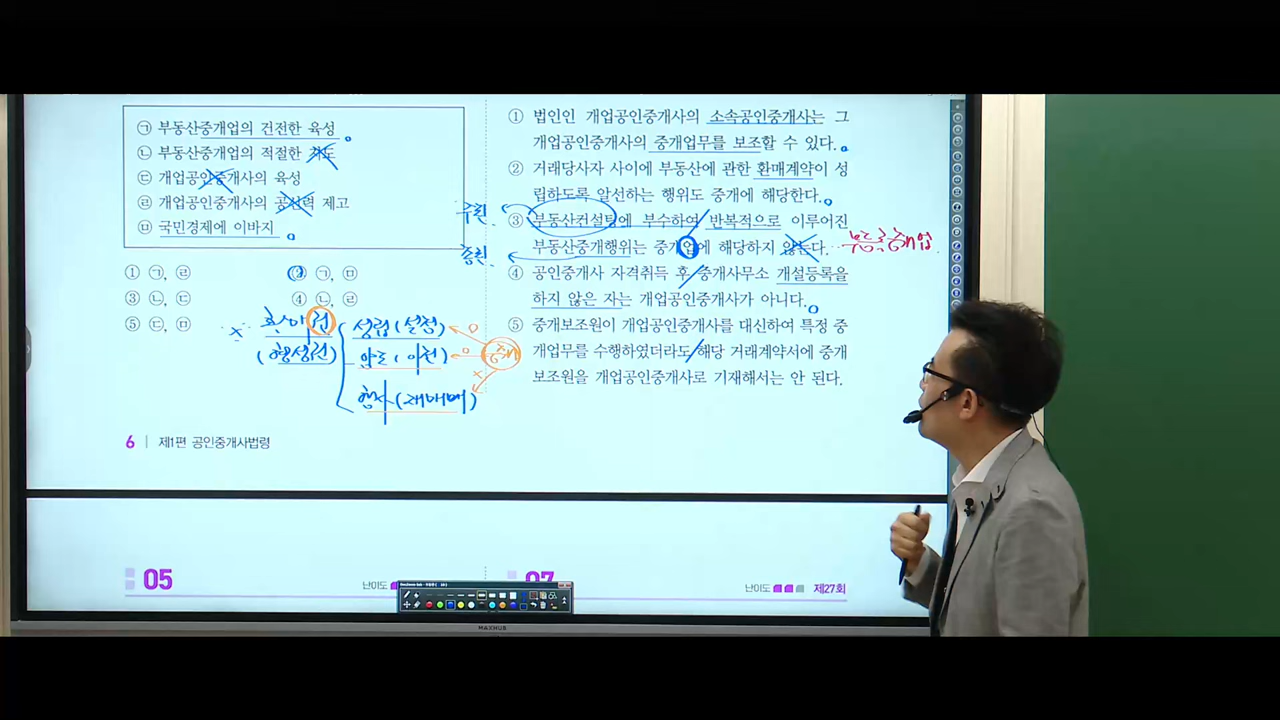 ㉠ 부동산중개업의 건전한 육성
㉡ 부동산중개업의 적절한 지도
㉢ 개업공인중개사의 육성
㉣ 개업공인중개사의 공신력 제고
㉤ 국민경제에 이바지
① ㉠, ㉣
② ㉠, ㉤
③ ㉡, ㉢
④ ㉡, ㉣
⑤ ㉢, ㉤
환매권
(형성권)
성립(설정)
양도(이전)
행사(재매매)
중개
6 제1편 공인중개사법령
① 법인인 개업공인중개사의 소속공인중개사는 그
개업공인중개사의 중개업무를 보조할 수 있다.
② 거래당사자 사이에 부동산에 관한 환매계약이 성
립하도록 알선하는 행위도 중개에 해당한다.
주된
③ 부동산컨설팅에 부수하여 반복적으로 이루어진
종된
부동산중개행위는 중개업에 해당하지 않는다.
④ 공인중개사 자격취득 후 중개사무소 개설등록을
하지 않은 자는 개업공인중개사가 아니다.
⑤ 중개보조원이 개업공인중개사를 대신하여 특정 중
개업무를 수행하였더라도 해당 거래계약서에 중개
보조원을 개업공인중개사로 기재해서는 안 된다.
05
난이도
07
난이도 제27회
MAXHUB